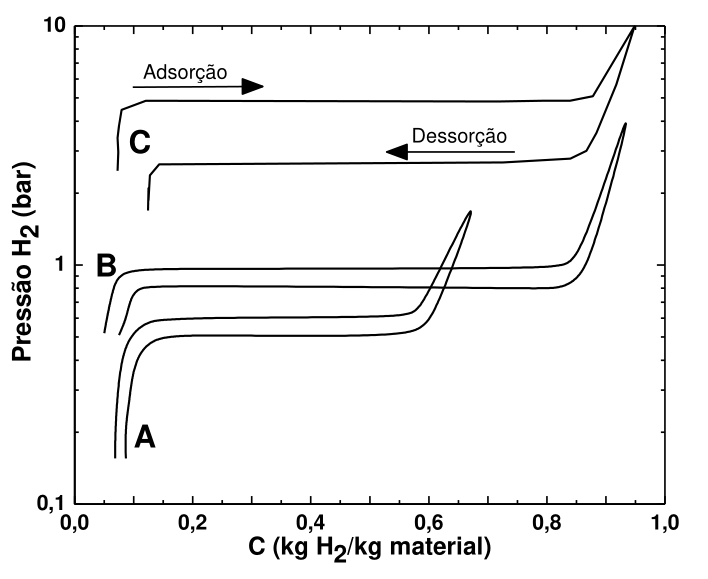 10
Adsorção
C
Dessorção
B
1
A
0,1
0,0 0,2 0,4 0,6 0,8 1,0
Pressão H2 (bar)
C (kg H2/kg material)